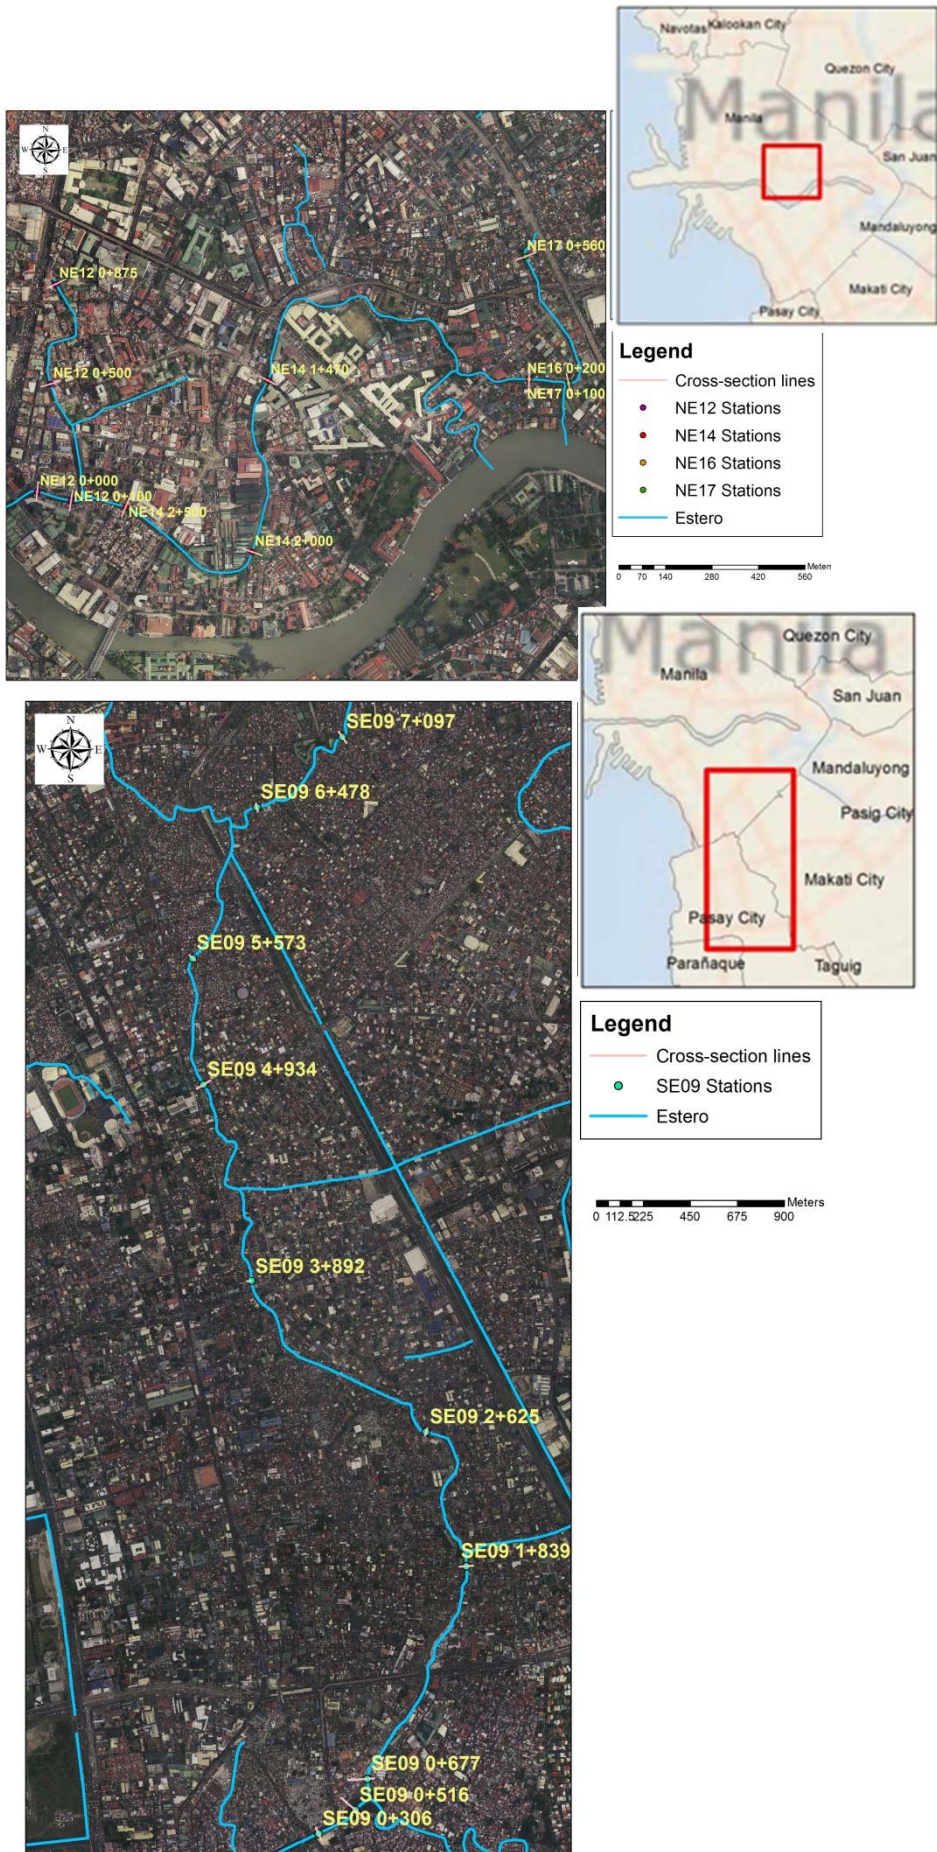 Navotas
Kalookan City
Quezon City
Manila
Manila
San Juan
Mandaluyong
Makati City
Pasay City
N
W E
S
NE17 0+560
NE12 0+875
NE14 1+470
NE16 0+200
NE12 0+500
NE17 0+100
NE12 0+000
NE12 0+100
NE14 2+500
NE14 2+000
Legend
Cross-section lines
NE12 Stations
NE14 Stations
NE16 Stations
NE17 Stations
Estero
Meters
0 70 140 280 420 560
Manila
Quezon City
Manila
San Juan
Mandaluyong
Pasig City
Makati City
Pasay City
Parañaque
Taguig
N
W E
S
SE09 7+097
SE09 6+478
SE09 5+573
SE09 4+934
SE09 3+892
SE09 2+625
SE09 1+839
SE09 0+677
SE09 0+516
SE09 0+306
Legend
Cross-section lines
SE09 Stations
Estero
Meters
0 112.5 225 450 675 900